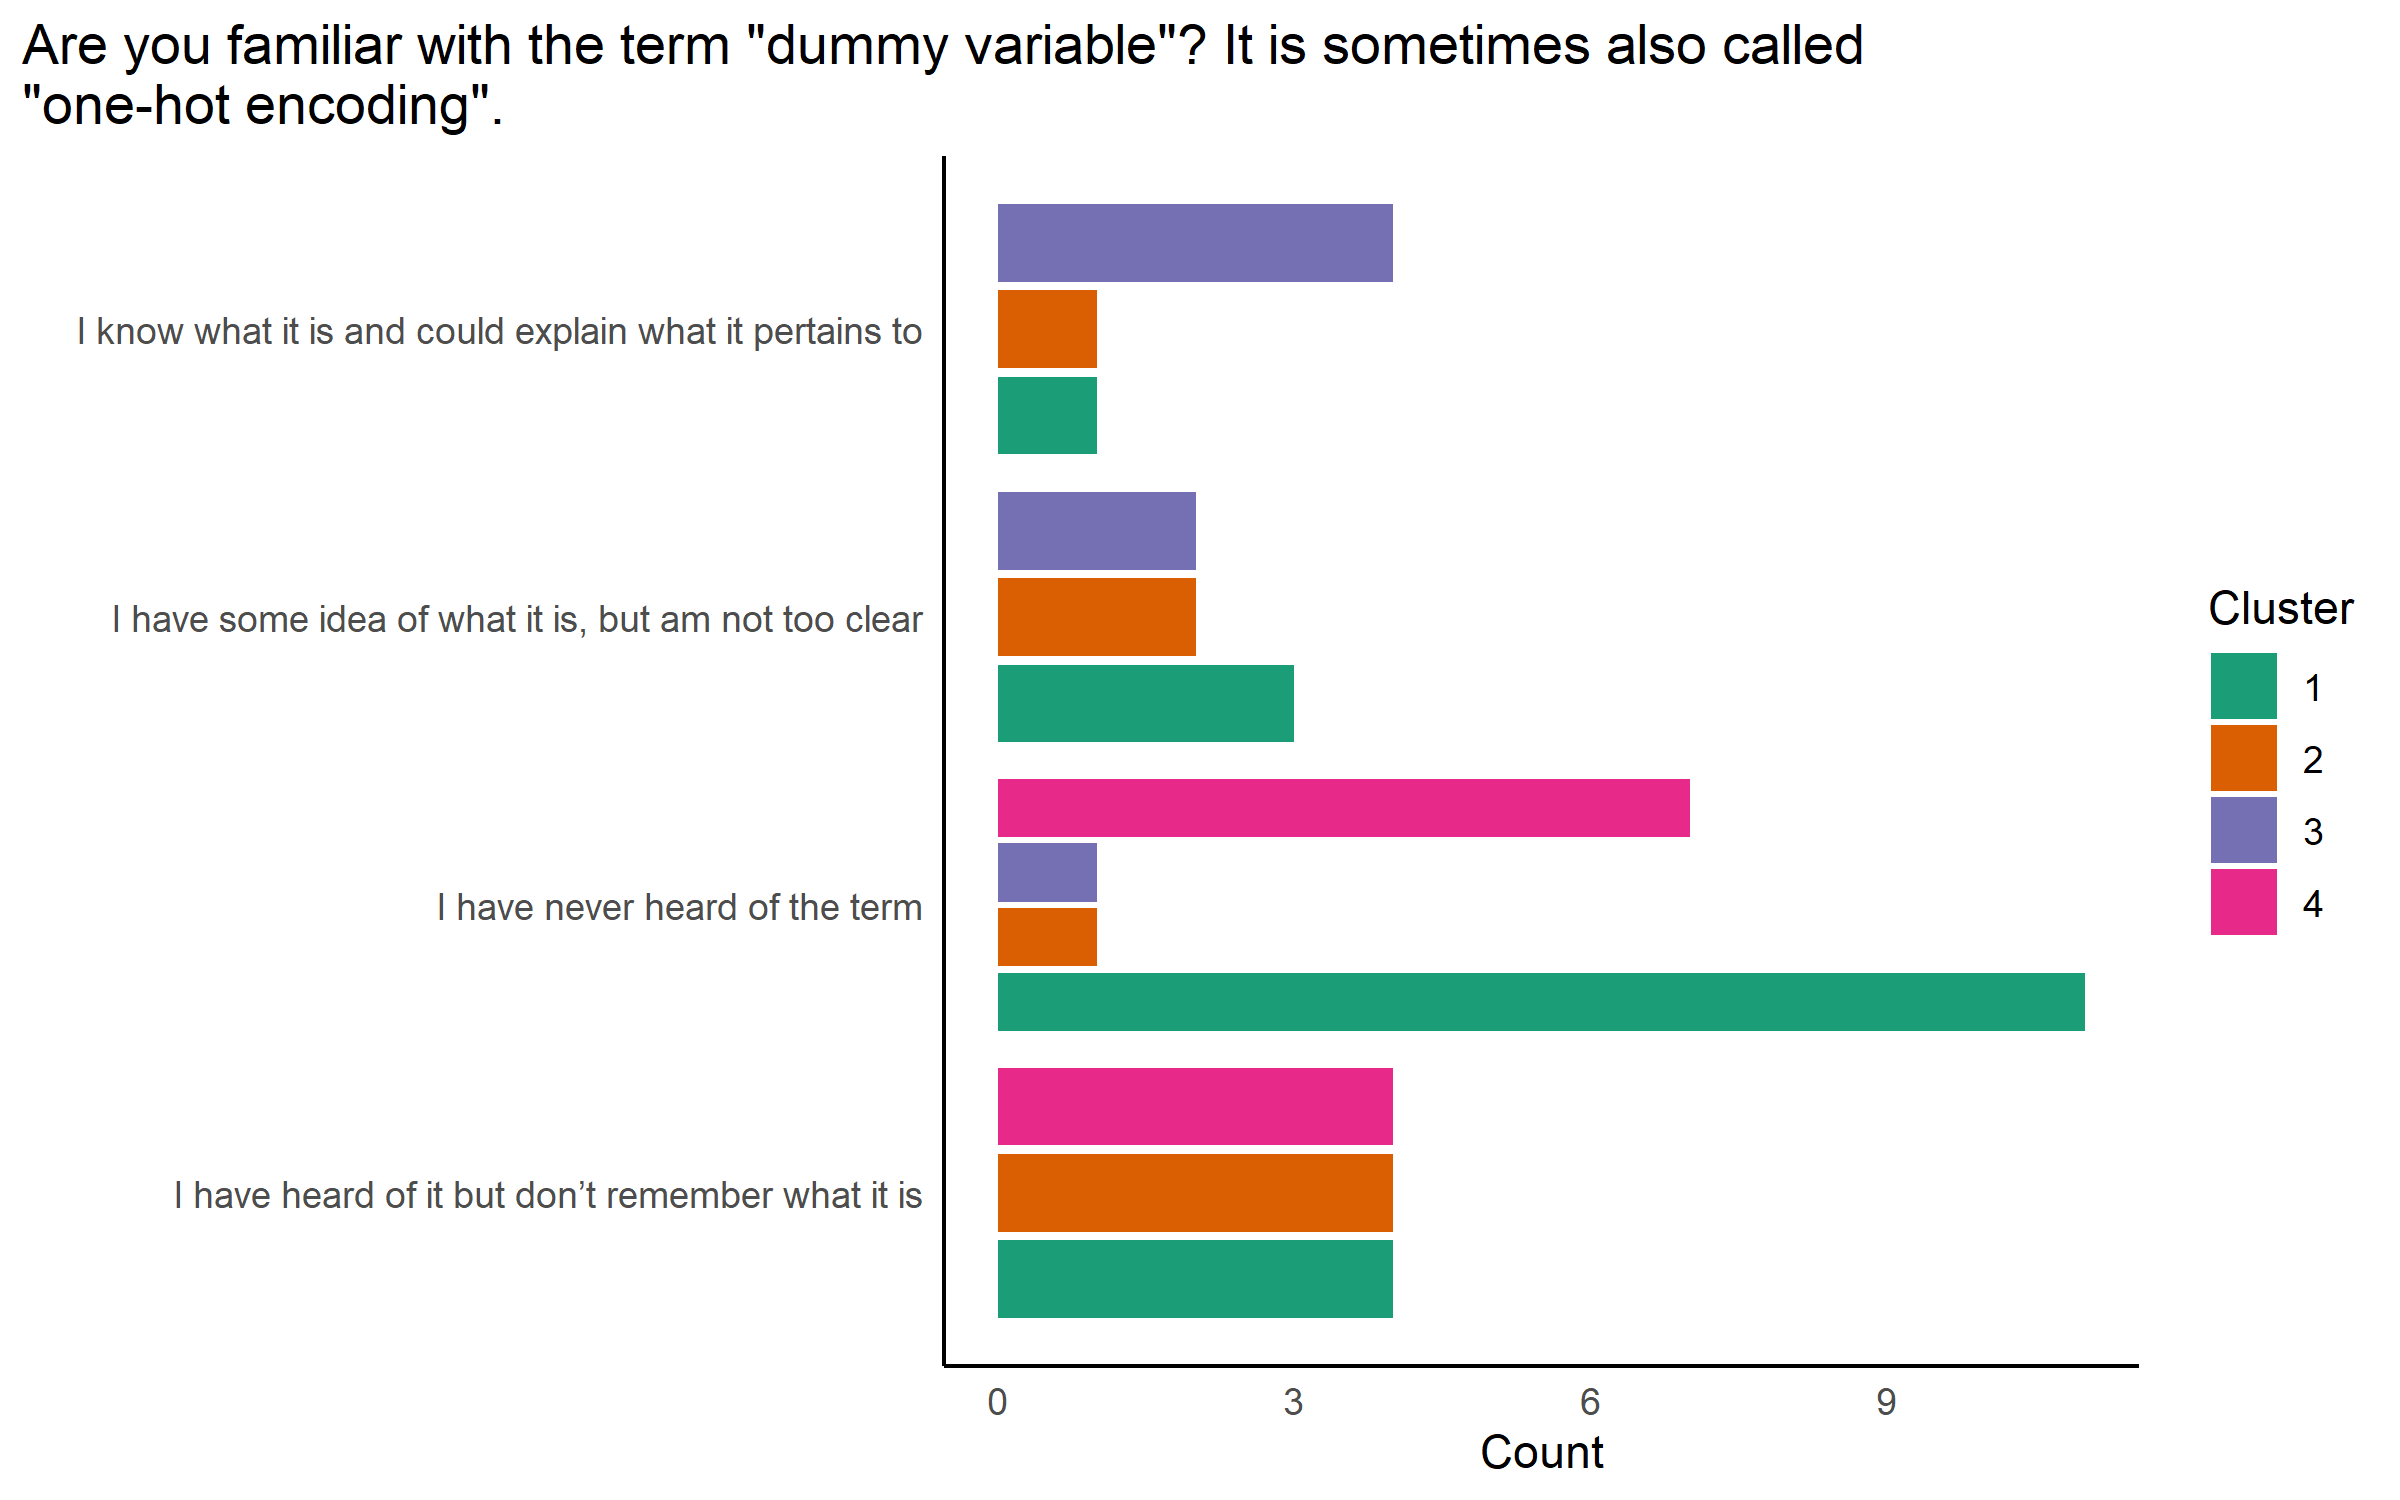 Are you familiar with the term "dummy variable"? It is sometimes also called
"one-hot encoding".
I know what it is and could explain what it pertains to
I have some idea of what it is, but am not too clear
I have never heard of the term
I have heard of it but don’t remember what it is
0 3 6 9
Count
Cluster
1
2
3
4